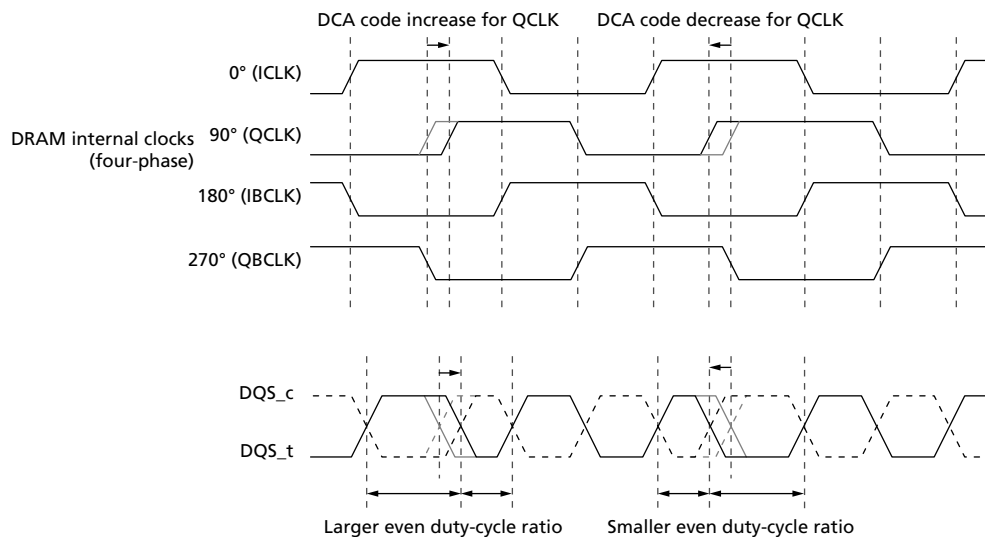 DCA code increase for QCLK
DCA code decrease for QCLK
0° (ICLK)
90° (QCLK)
DRAM internal clocks
(four-phase)
180° (IBCLK)
270° (QBCLK)
DQS_c
DQS_t
Larger even duty-cycle ratio
Smaller even duty-cycle ratio